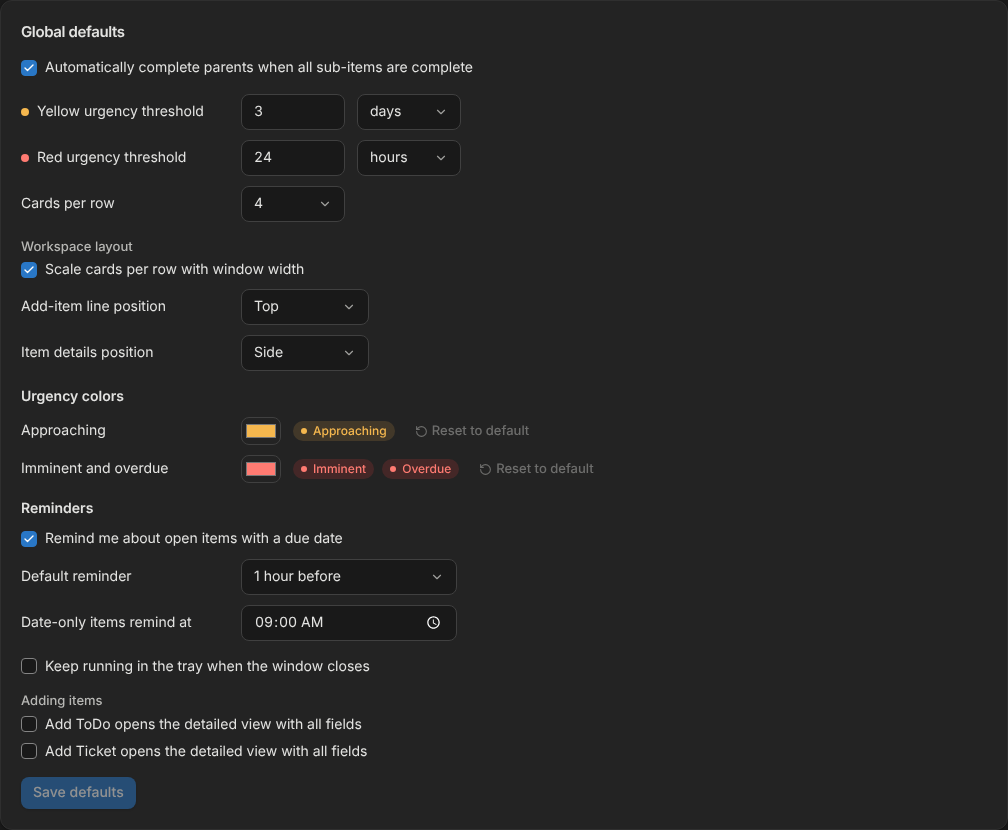 Global defaults
Automatically complete parents when all sub-items are complete
Yellow urgency threshold 3 days
Red urgency threshold 24 hours
Cards per row 4
Workspace layout
Scale cards per row with window width
Add-item line position Top
Item details position Side
Urgency colors
Approaching Approaching Reset to default
Imminent and overdue Imminent Overdue Reset to default
Reminders
Remind me about open items with a due date
Default reminder 1 hour before
Date-only items remind at 09:00 AM
Keep running in the tray when the window closes
Adding items
Add ToDo opens the detailed view with all fields
Add Ticket opens the detailed view with all fields
Save defaults